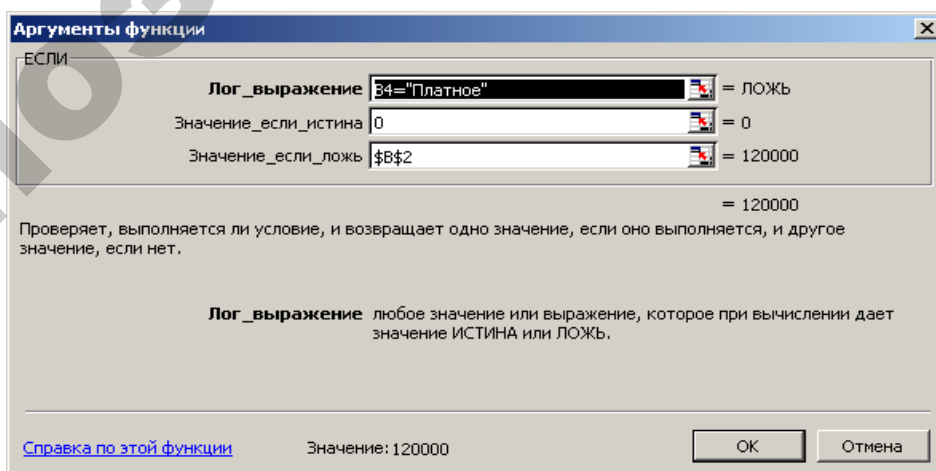 Аргументы функции
ЕСЛИ
Лог_выражение B4="Платное" = ЛОЖЬ
Значение_если_истина 0 = 0
Значение_если_ложь $B$2 = 120000
= 120000
Проверяет, выполняется ли условие, и возвращает одно значение, если оно выполняется, и другое
значение, если нет.
Лог_выражение любое значение или выражение, которое при вычислении дает
значение ИСТИНА или ЛОЖЬ.
Справка по этой функции Значение: 120000 ОК Отмена